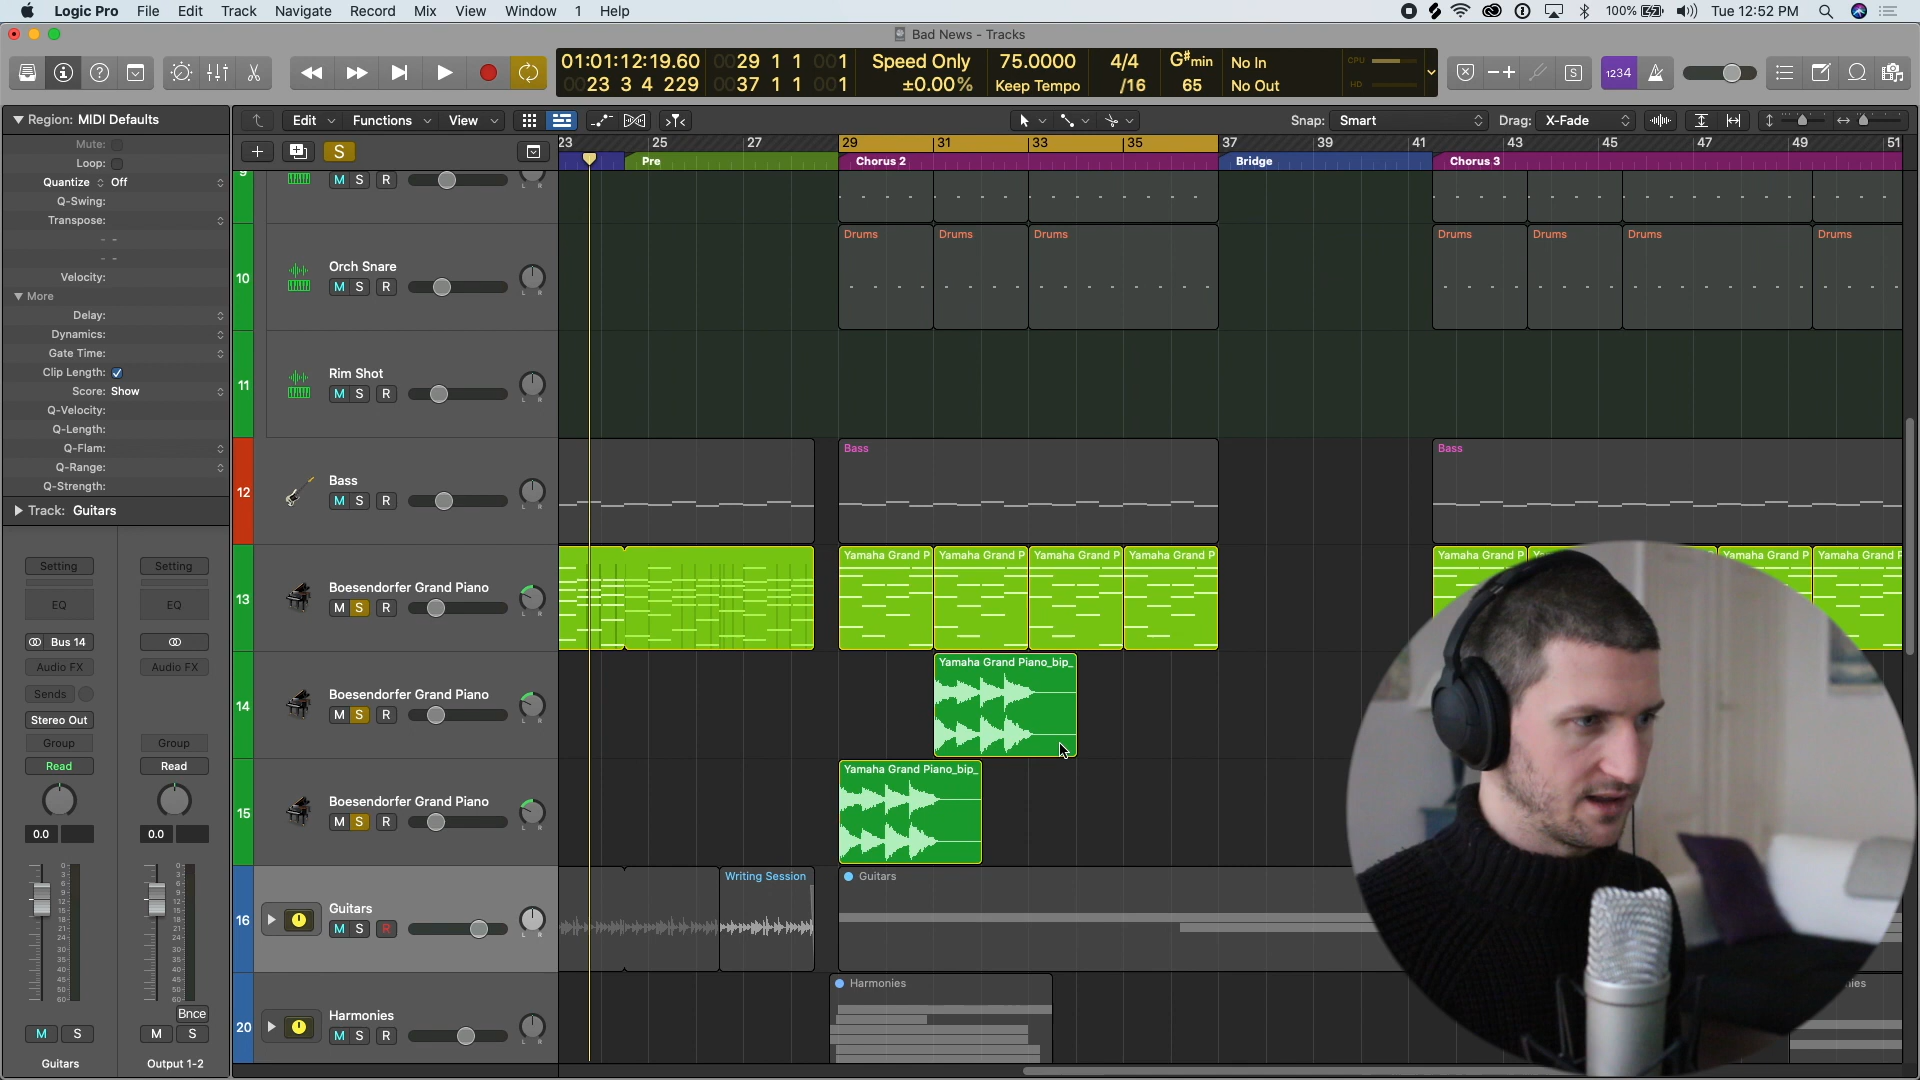 Logic Pro File Edit Track Navigate Record Mix View Window 1 Help
100% Tue 12:52 PM
Bad News - Tracks
01:01:12:19.60 0029 1 1 001 Speed Only 75.0000 4/4 G#min No In
0023 3 4 229 0037 1 1 001 ±0.00% Keep Tempo /16 65 No Out
CPU
HD
1234
Region: MIDI Defaults
Edit Functions View
Snap: Smart
Drag: X-Fade
Mute:
Loop:
Quantize Off
Q-Swing:
Transpose:
Velocity:
More
Delay:
Dynamics:
Gate Time:
Clip Length:
Score: Show
Q-Velocity:
Q-Length:
Q-Flam:
Q-Range:
Q-Strength:
Track: Guitars
Setting Setting
EQ EQ
Bus 14
Audio FX Audio FX
Sends
Stereo Out
Group Group
Read Read
0.0 0.0
Bnce
M S M S
Guitars Output 1-2
S
23 25 27 29 31 33 35 37 39 41 43 45 47 49 51
Pre Chorus 2 Bridge Chorus 3
9 M S R
10 Orch Snare
M S R
Drums Drums Drums Drums Drums Drums Drums
11 Rim Shot
M S R
12 Bass
M S R
Bass Bass
13 Boesendorfer Grand Piano
M S R
Yamaha Grand P Yamaha Grand P Yamaha Grand P Yamaha Grand P Yamaha Grand P Yamaha Grand P Yamaha Grand P
14 Boesendorfer Grand Piano
M S R
Yamaha Grand Piano_bip_
15 Boesendorfer Grand Piano
M S R
Yamaha Grand Piano_bip_
16 Guitars
M S R
Writing Session Guitars
20 Harmonies
M S R
Harmonies